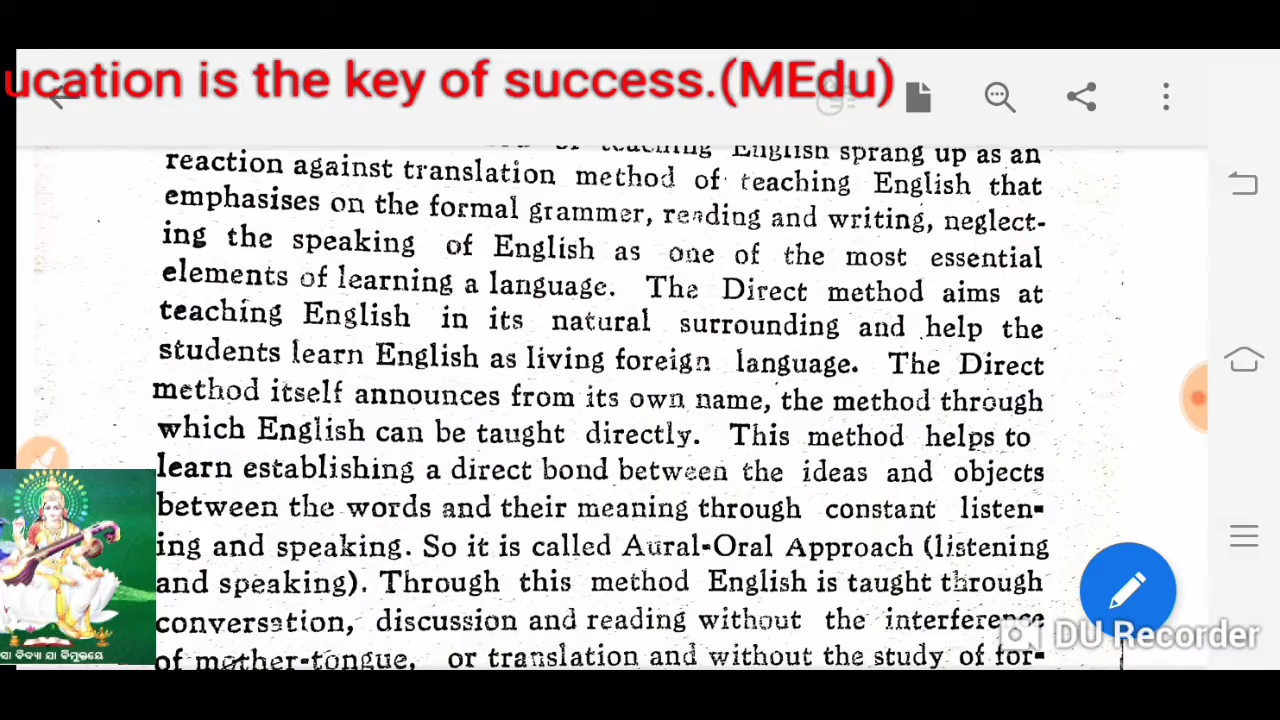 ucation is the key of success.(MEdu)
teaching English sprang up as an
reaction against translation method of teaching English that
emphasises on the formal grammer, reading and writing, neglect-
ing the speaking of English as one of the most essential
elements of learning a language. The Direct method aims at
teaching English in its natural surrounding and help the
students learn English as living foreign language. The Direct
method itself announces from its own name, the method through
which English can be taught directly. This method helps to
learn establishing a direct bond between the ideas and objects
between the words and their meaning through constant listen-
ing and speaking. So it is called Aural-Oral Approach (listening
and speaking). Through this method English is taught through
conversation, discussion and reading without the interference
of mother-tongue, or translation and without the study of for-
ସା ବିଦ୍ୟା ଯା ବିମୁକ୍ତୟେ
DU Recorder